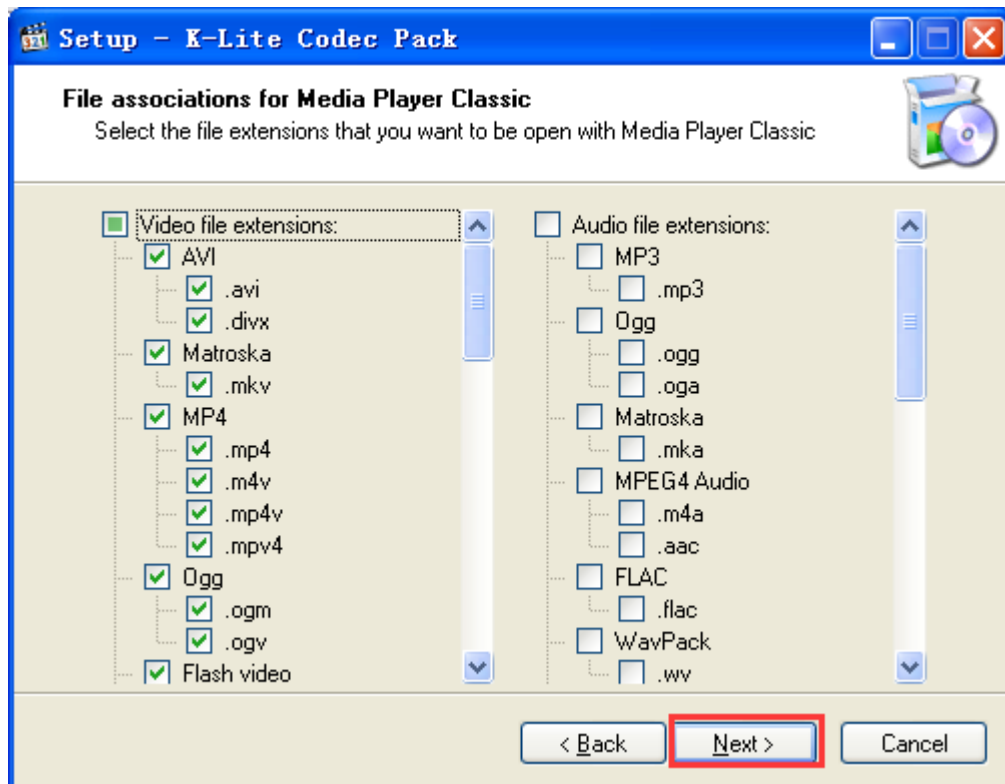 Setup - K-Lite Codec Pack
File associations for Media Player Classic
Select the file extensions that you want to be open with Media Player Classic
Video file extensions:
AVI
.avi
.divx
Matroska
.mkv
MP4
.mp4
.m4v
.mp4v
.mpv4
Ogg
.ogm
.ogv
Flash video
Audio file extensions:
MP3
.mp3
Ogg
.ogg
.oga
Matroska
.mka
MPEG4 Audio
.m4a
.aac
FLAC
.flac
WavPack
.wv
< Back
Next >
Cancel